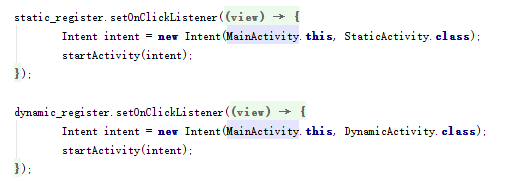 static_register.setOnClickListener((view) → {
        Intent intent = new Intent(MainActivity.this, StaticActivity.class);
        startActivity(intent);
});
dynamic_register.setOnClickListener((view) → {
        Intent intent = new Intent(MainActivity.this, DynamicActivity.class);
        startActivity(intent);
});